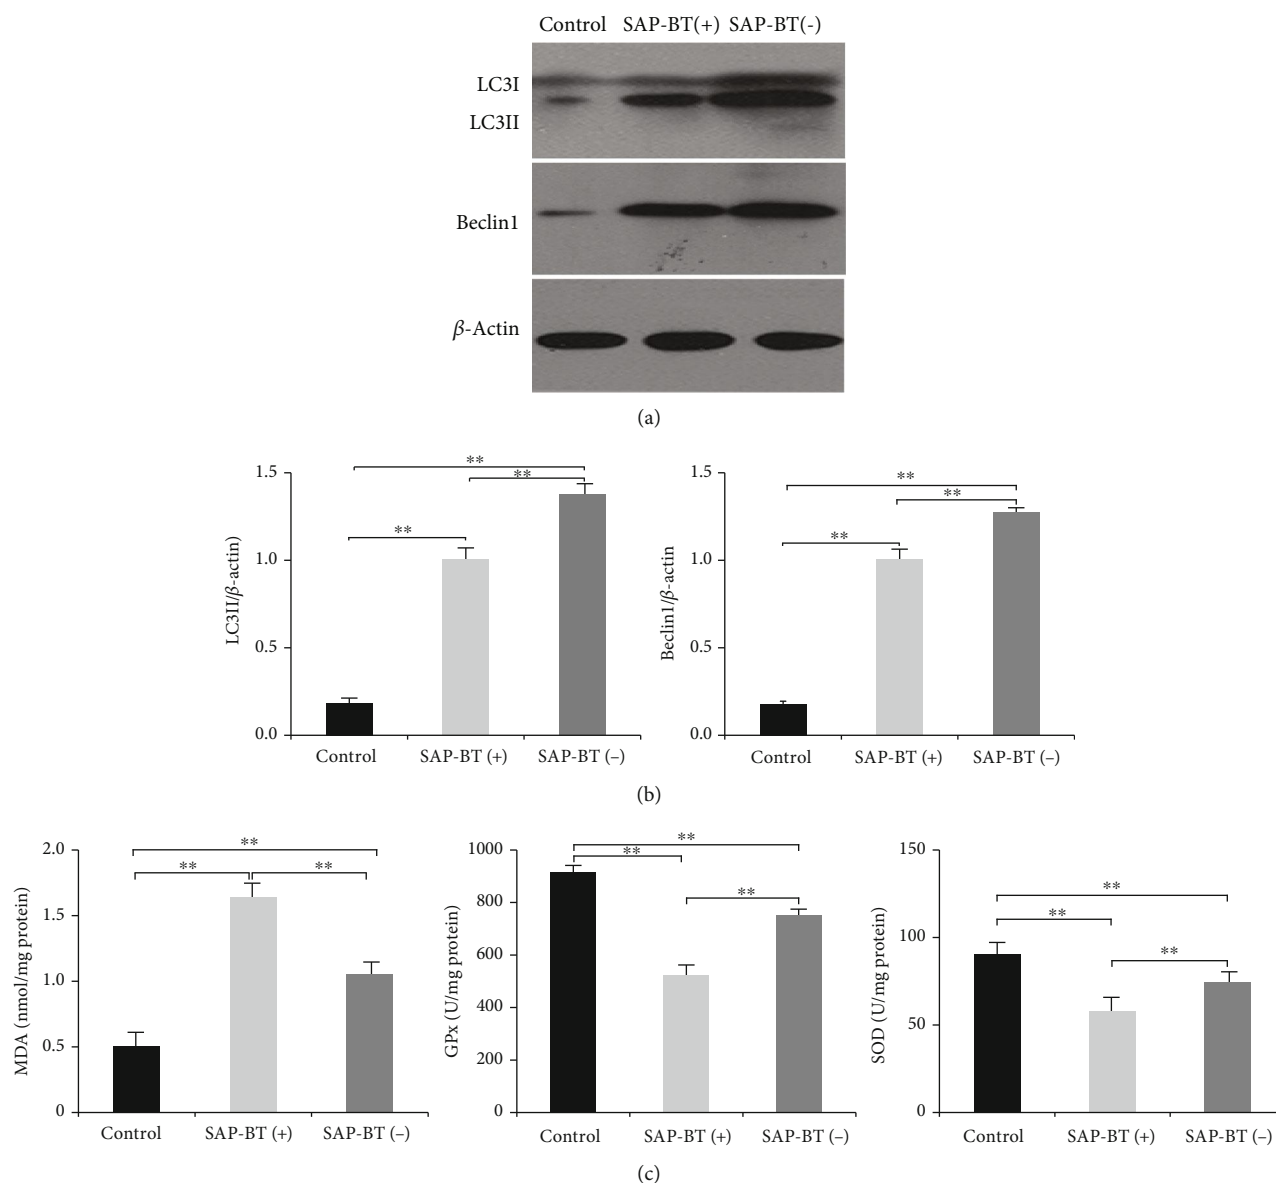 Control SAP-BT(+) SAP-BT(-)
LC3I
LC3II
Beclin1
β-Actin
(a)
LC3II/β-actin)
1.5
1.0
0.5
0.0
**
**
**
Control SAP-BT (+) SAP-BT (–)
Beclin1/β-actin
1.5
1.0
0.5
0.0
**
**
**
Control SAP-BT (+) SAP-BT (–)
(b)
MDA (nmol/mg protein)
2.0
1.5
1.0
0.5
0
**
** **
Control SAP-BT (+) SAP-BT (–)
GPx (U/mg protein)
1000
800
600
400
200
0
**
**
**
Control SAP-BT (+) SAP-BT (–)
SOD (U/mg protein)
150
100
50
0
**
**
**
Control SAP-BT (+) SAP-BT (–)
(c)